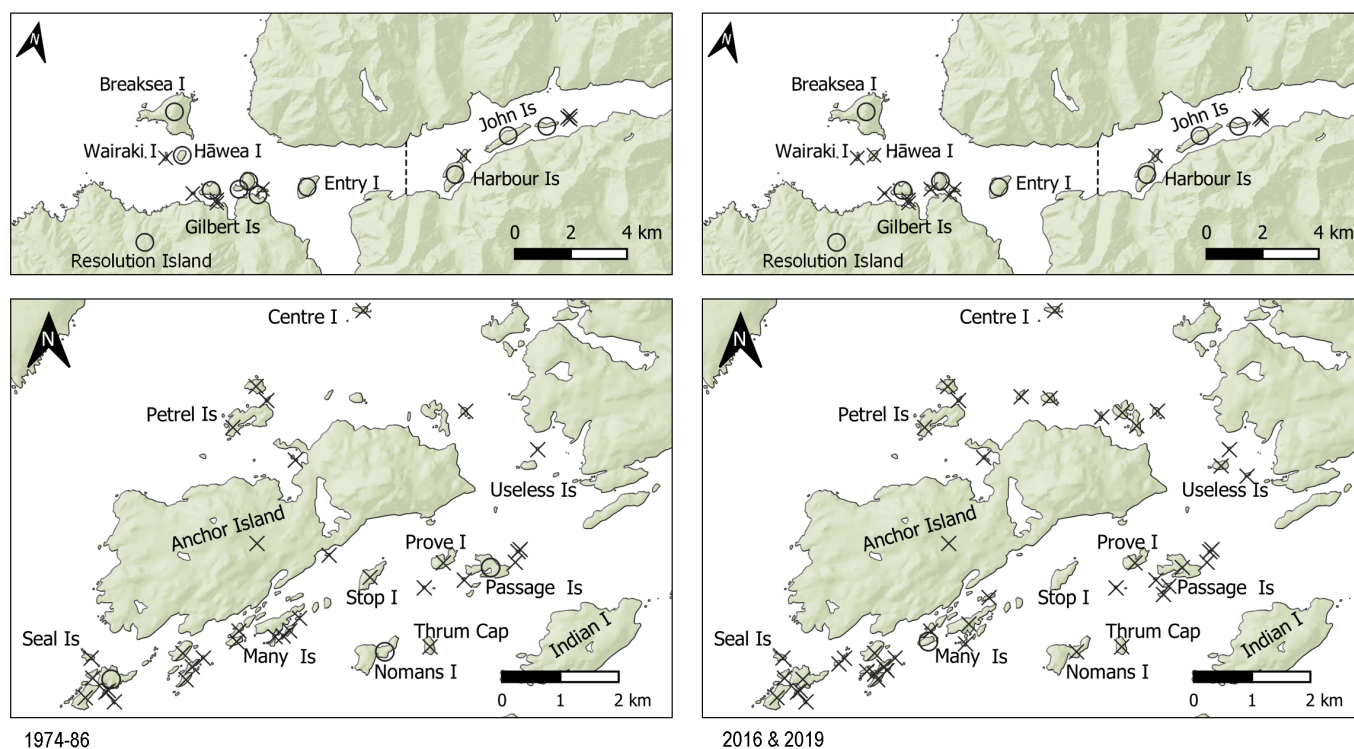 N
Breaksea I
John Is
Wairaki I
Hāwea I
Entry I
Harbour Is
Gilbert Is
Resolution Island
0 2 4 km
N
Breaksea I
John Is
Wairaki I
Hāwea I
Entry I
Harbour Is
Gilbert Is
Resolution Island
0 2 4 km
N
Centre I
Petrel Is
Useless Is
Anchor Island
Prove I
Passage Is
Stop I
Thrum Cap
Indian I
Seal Is
Many Is
Nomans I
0 1 2 km
N
Centre I
Petrel Is
Useless Is
Anchor Island
Prove I
Passage Is
Stop I
Thrum Cap
Indian I
Seal Is
Many Is
Nomans I
0 1 2 km
1974-86
2016 & 2019